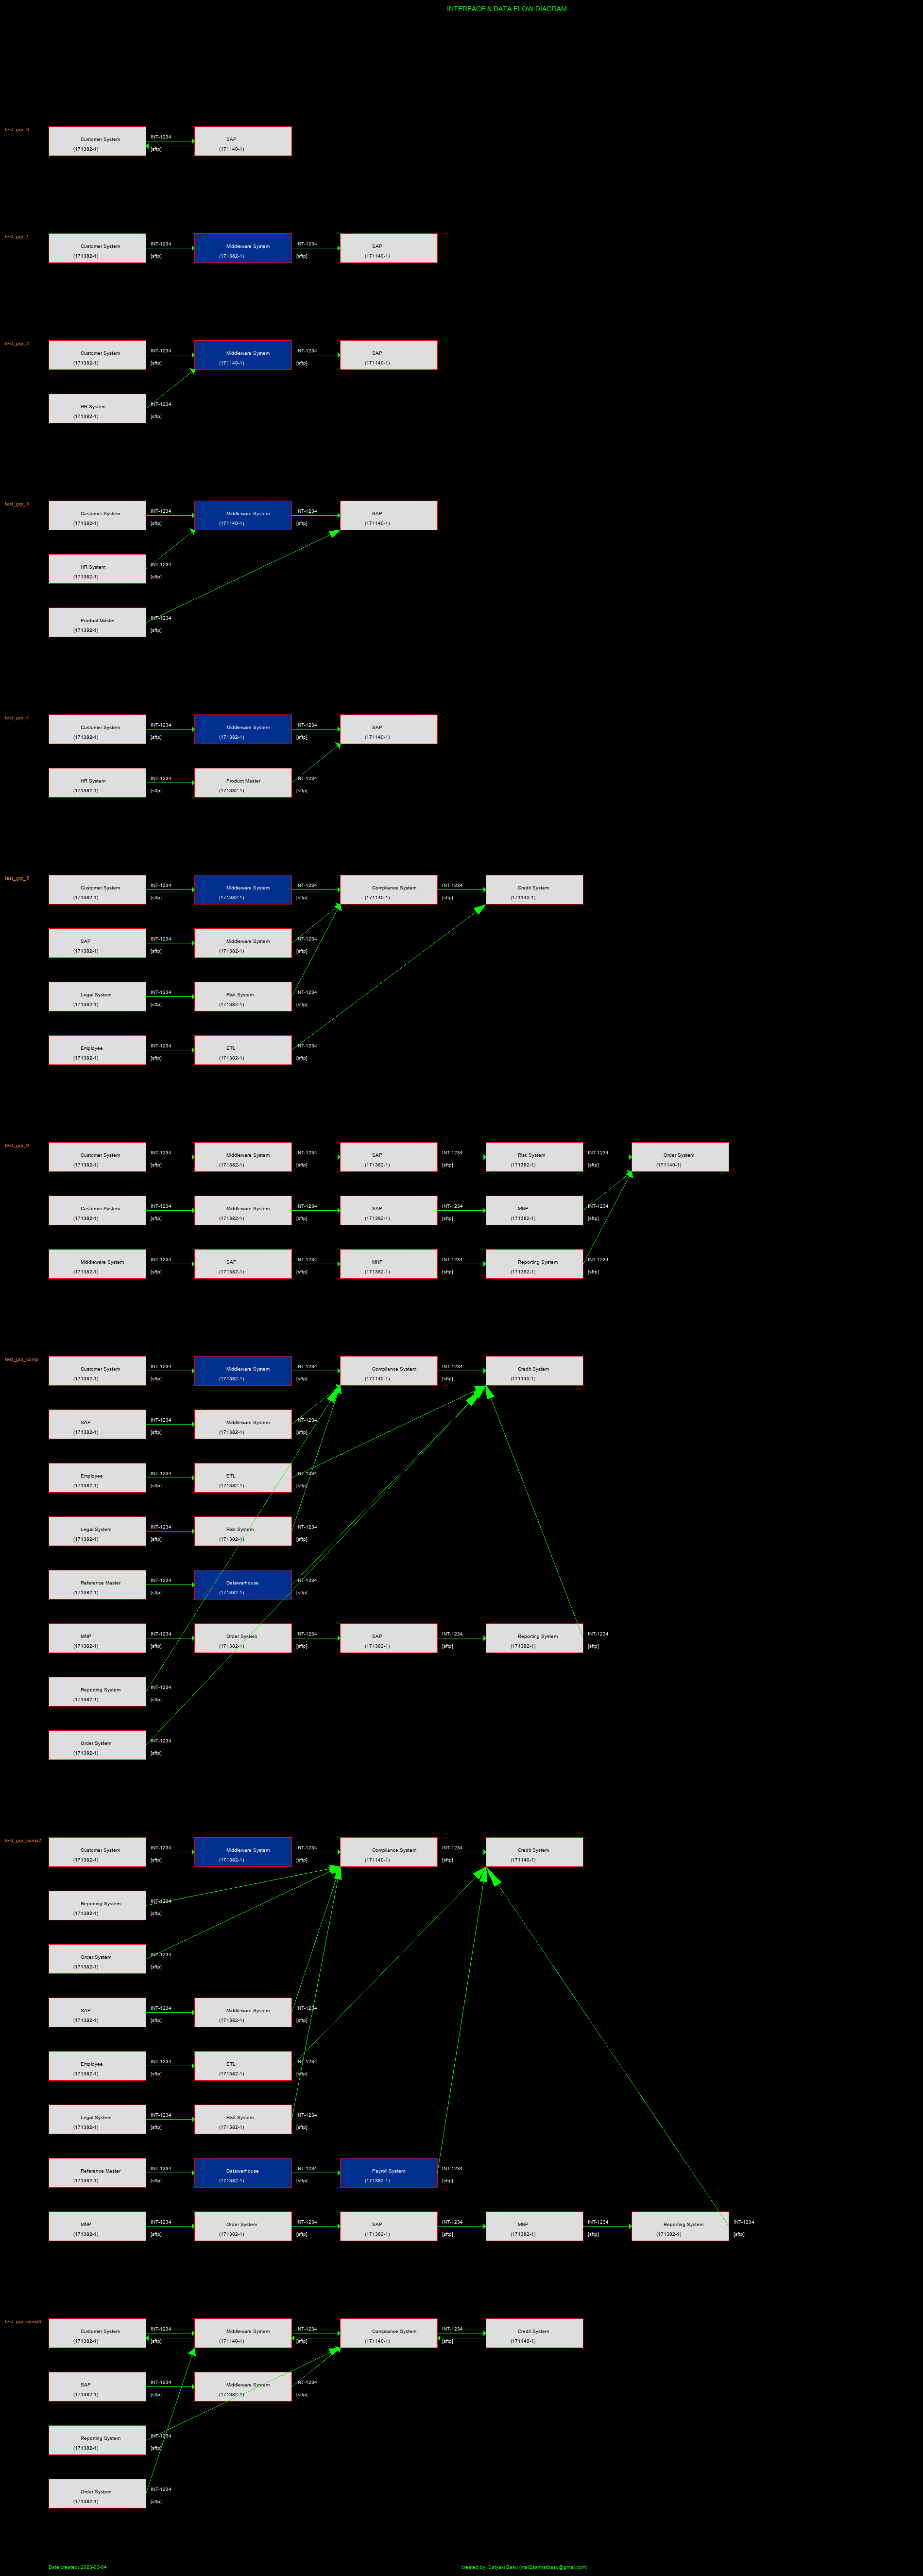 INTERFACE & DATA FLOW DIAGRAM
test_grp_0
Customer System INT-1234 SAP
(171382-1) [sftp] (171140-1)
test_grp_1
Customer System INT-1234 Middleware System INT-1234 SAP
(171382-1) [sftp] (171382-1) [sftp] (171140-1)
test_grp_2
Customer System INT-1234 Middleware System INT-1234 SAP
(171382-1) [sftp] (171140-1) [sftp] (171140-1)
HR System INT-1234
(171382-1) [sftp]
test_grp_3
Customer System INT-1234 Middleware System INT-1234 SAP
(171382-1) [sftp] (171140-1) [sftp] (171140-1)
HR System INT-1234
(171382-1) [sftp]
Product Master INT-1234
(171382-1) [sftp]
test_grp_4
Customer System INT-1234 Middleware System INT-1234 SAP
(171382-1) [sftp] (171382-1) [sftp] (171140-1)
HR System INT-1234 Product Master INT-1234
(171382-1) [sftp] (171382-1) [sftp]
test_grp_5
Customer System INT-1234 Middleware System INT-1234 Compliance System INT-1234 Credit System
(171382-1) [sftp] (171382-1) [sftp] (171140-1) [sftp] (171140-1)
SAP INT-1234 Middleware System INT-1234
(171382-1) [sftp] (171382-1) [sftp]
Legal System INT-1234 Risk System INT-1234
(171382-1) [sftp] (171382-1) [sftp]
Employee INT-1234 ETL INT-1234
(171382-1) [sftp] (171382-1) [sftp]
Customer System INT-1234 Middleware System INT-1234 SAP INT-1234 Risk System INT-1234 Order System
(171382-1) [sftp] (171382-1) [sftp] (171382-1) [sftp] (171382-1) [sftp] (171140-1)
Customer System INT-1234 Middleware System INT-1234 SAP INT-1234 MNP INT-1234
(171382-1) [sftp] (171382-1) [sftp] (171382-1) [sftp] (171382-1) [sftp]
Middleware System INT-1234 SAP INT-1234 MNP INT-1234 Reporting System INT-1234
(171382-1) [sftp] (171382-1) [sftp] (171382-1) [sftp] (171382-1) [sftp]
test_grp_comp
Customer System INT-1234 Middleware System INT-1234 Compliance System INT-1234 Credit System
(171382-1) [sftp] (171382-1) [sftp] (171140-1) [sftp] (171140-1)
SAP INT-1234 Middleware System INT-1234
(171382-1) [sftp] (171382-1) [sftp]
Employee INT-1234 ETL INT-1234
(171382-1) [sftp] (171382-1) [sftp]
Legal System INT-1234 Risk System INT-1234
(171382-1) [sftp] (171382-1) [sftp]
Reference Master INT-1234 Datawarhouse INT-1234
(171382-1) [sftp] (171382-1) [sftp]
MNP INT-1234 Order System INT-1234 SAP INT-1234 Reporting System INT-1234
(171382-1) [sftp] (171382-1) [sftp] (171382-1) [sftp] (171382-1) [sftp]
Reporting System INT-1234
(171382-1) [sftp]
Order System INT-1234
(171382-1) [sftp]
test_grp_comp2
Customer System INT-1234 Middleware System INT-1234 Compliance System INT-1234 Credit System
(171382-1) [sftp] (171382-1) [sftp] (171140-1) [sftp] (171140-1)
Reporting System INT-1234
(171382-1) [sftp]
Order System INT-1234
(171382-1) [sftp]
SAP INT-1234 Middleware System INT-1234
(171382-1) [sftp] (171382-1) [sftp]
Employee INT-1234 ETL INT-1234
(171382-1) [sftp] (171382-1) [sftp]
Legal System INT-1234 Risk System INT-1234
(171382-1) [sftp] (171382-1) [sftp]
Reference Master INT-1234 Datawarhouse INT-1234 Payroll System INT-1234
(171382-1) [sftp] (171382-1) [sftp] (171382-1) [sftp]
MNP INT-1234 Order System INT-1234 SAP INT-1234 MNP INT-1234 Reporting System INT-1234
(171382-1) [sftp] (171382-1) [sftp] (171382-1) [sftp] (171382-1) [sftp] (171382-1) [sftp]
test_grp_comp3
Customer System INT-1234 Middleware System INT-1234 Compliance System INT-1234 Credit System
(171382-1) [sftp] (171140-1) [sftp] (171140-1) [sftp] (171140-1)
SAP INT-1234 Middleware System INT-1234
(171382-1) [sftp] (171382-1) [sftp]
Reporting System INT-1234
(171382-1) [sftp]
Order System INT-1234
(171382-1) [sftp]
Date created: 2023-03-04 created by: Satyaki Basu (mail2samratbasu@gmail.com)